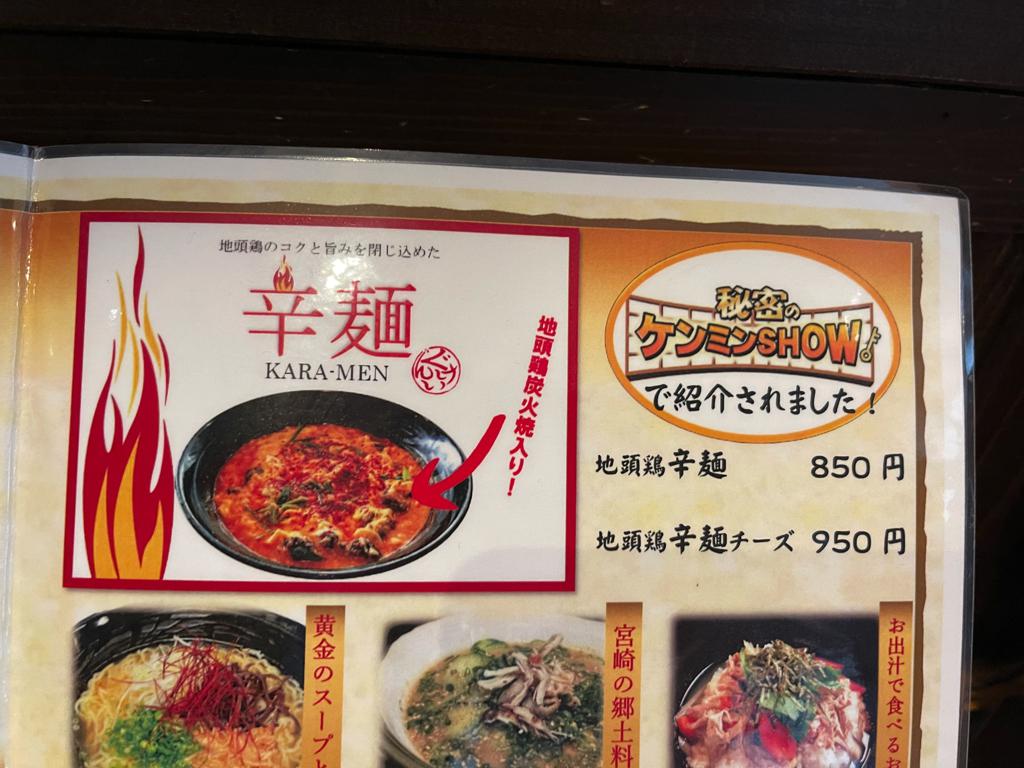 地頭鶏のコクと旨みを閉じ込めた
辛麺
KARA-MEN
地頭鶏炭火焼入り！
秘密の
ケンミンSHOW
で紹介されました！
地頭鶏辛麺 850円
地頭鶏辛麺チーズ 950円
黄金のスープと
宮崎の郷土料
お出汁で食べるお